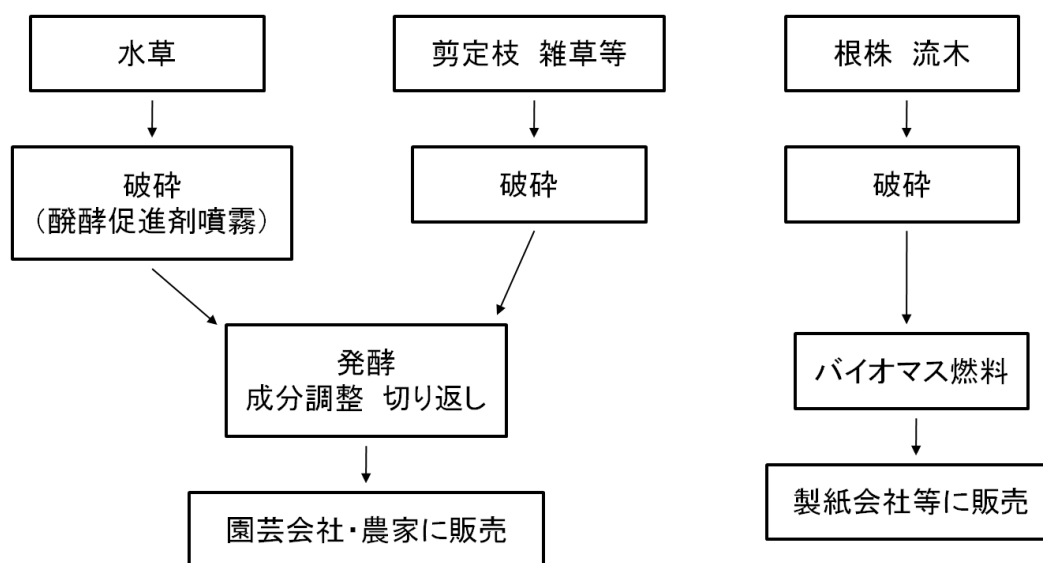 水草
剪定枝 雑草等
根株 流木
破砕
(醗酵促進剤噴霧)
破砕
破砕
発酵
成分調整 切り返し
バイオマス燃料
園芸会社・農家に販売
製紙会社等に販売